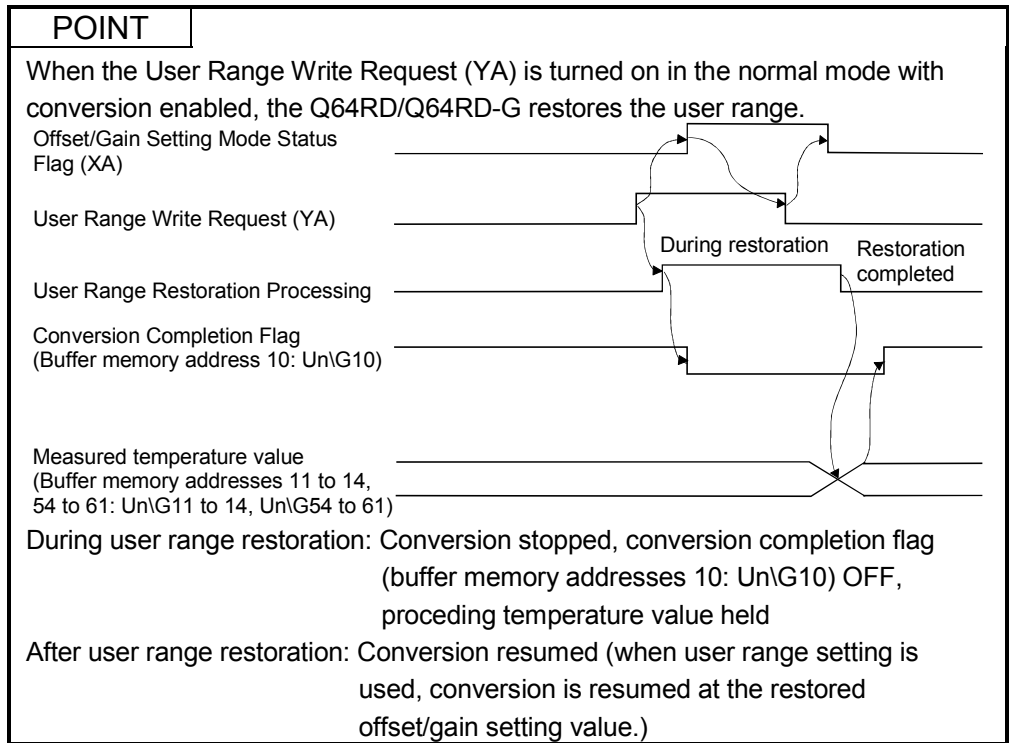 POINT
When the User Range Write Request (YA) is turned on in the normal mode with
conversion enabled, the Q64RD/Q64RD-G restores the user range.
Offset/Gain Setting Mode Status
Flag (XA)
User Range Write Request (YA)
During restoration
Restoration
completed
User Range Restoration Processing
Conversion Completion Flag
(Buffer memory address 10: Un\G10)
Measured temperature value
(Buffer memory addresses 11 to 14,
54 to 61: Un\G11 to 14, Un\G54 to 61)
During user range restoration: Conversion stopped, conversion completion flag
(buffer memory addresses 10: Un\G10) OFF,
proceding temperature value held
After user range restoration: Conversion resumed (when user range setting is
used, conversion is resumed at the restored
offset/gain setting value.)